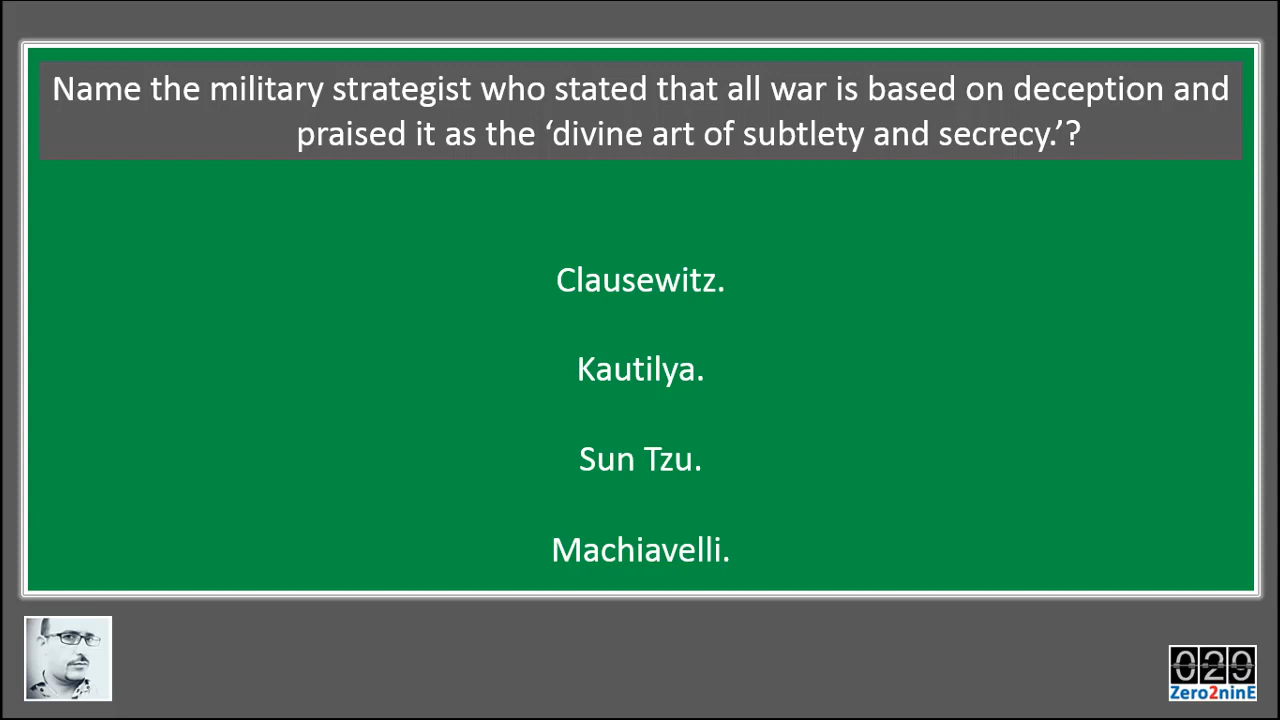 Name the military strategist who stated that all war is based on deception and
praised it as the ‘divine art of subtlety and secrecy.’?
Clausewitz.
Kautilya.
Sun Tzu.
Machiavelli.
029
Zero2ninE